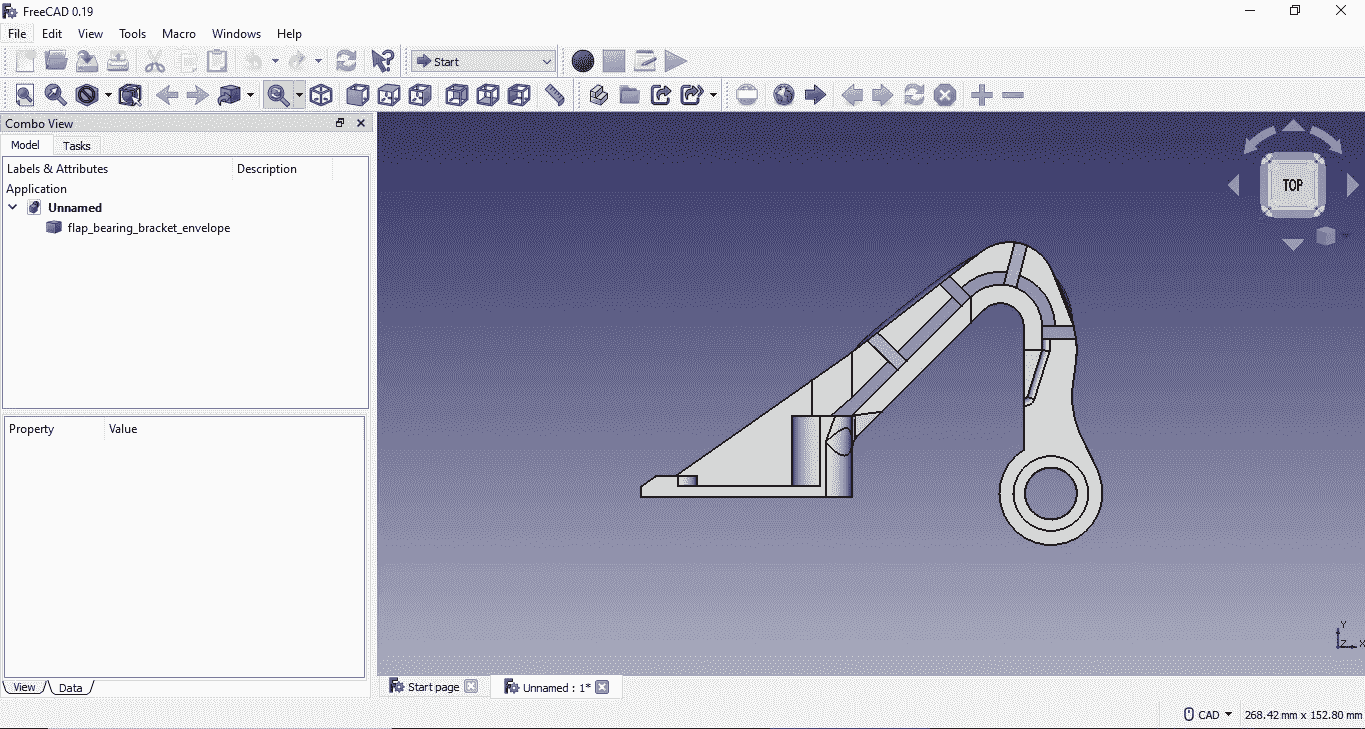 FreeCAD 0.19
File Edit View Tools Macro Windows Help
Start
Combo View
Model Tasks
Labels & Attributes Description
Application
Unnamed
flap_bearing_bracket_envelope
TOP
Property Value
Y
Z X
View Data
Start page Unnamed : 1*
CAD 268.42 mm x 152.80 mm